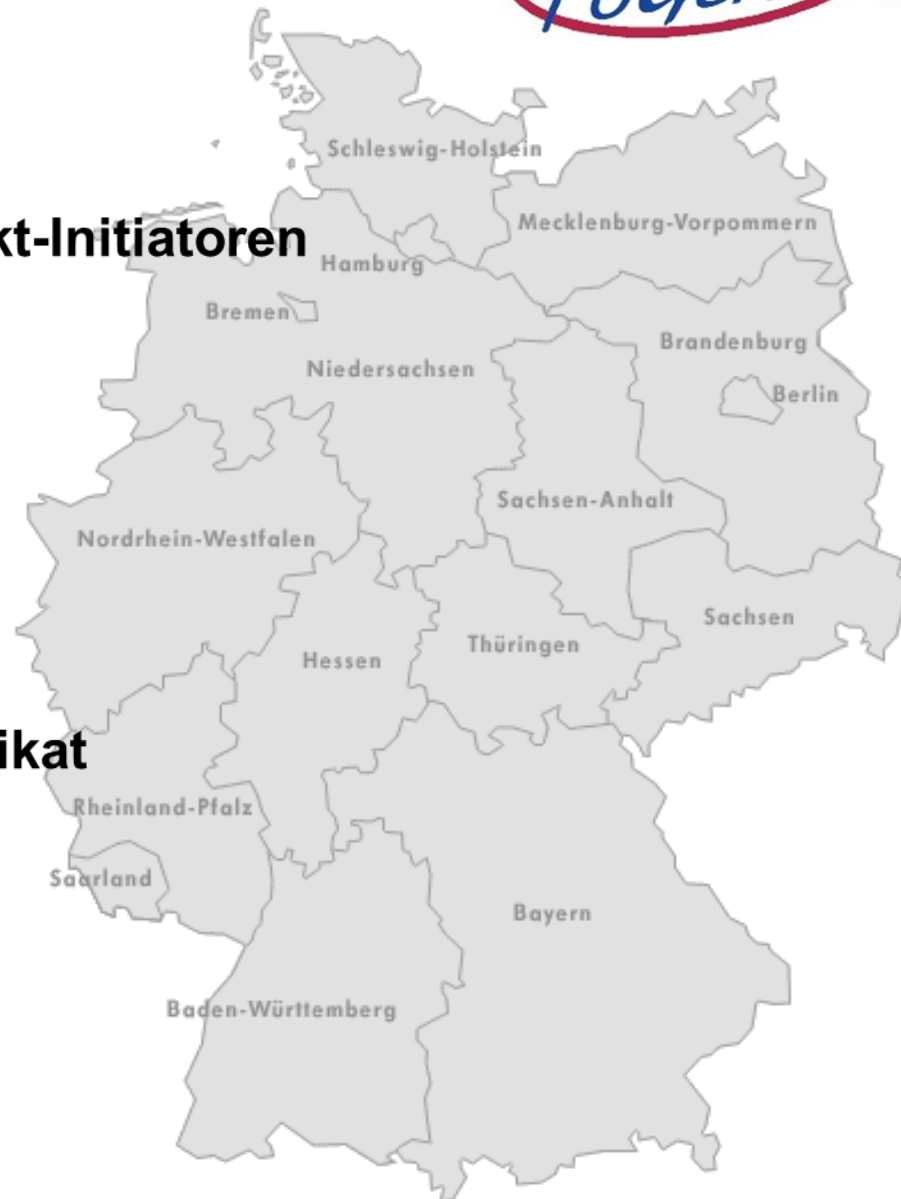 Schleswig-Holstein
Mecklenburg-Vorpommern
kt-Initiatoren
Hamburg
Bremen
Brandenburg
Niedersachsen
Berlin
Sachsen-Anhalt
Nordrhein-Westfalen
Sachsen
Thüringen
Hessen
ikat
Rheinland-Pfalz
Saarland
Bayern
Baden-Württemberg